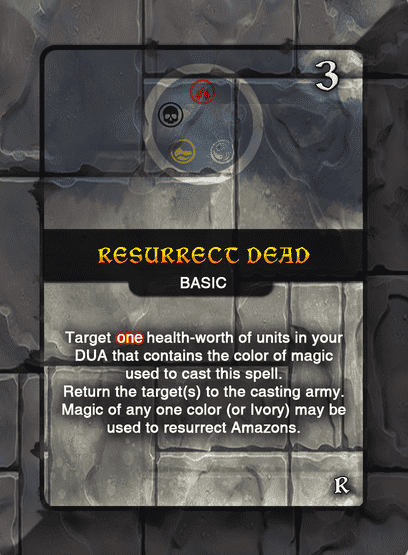 3
RESURRECT DEAD
BASIC
Target one health-worth of units in your
DUA that contains the color of magic
used to cast this spell.
Return the target(s) to the casting army.
Magic of any one color (or Ivory) may be
used to resurrect Amazons.
R